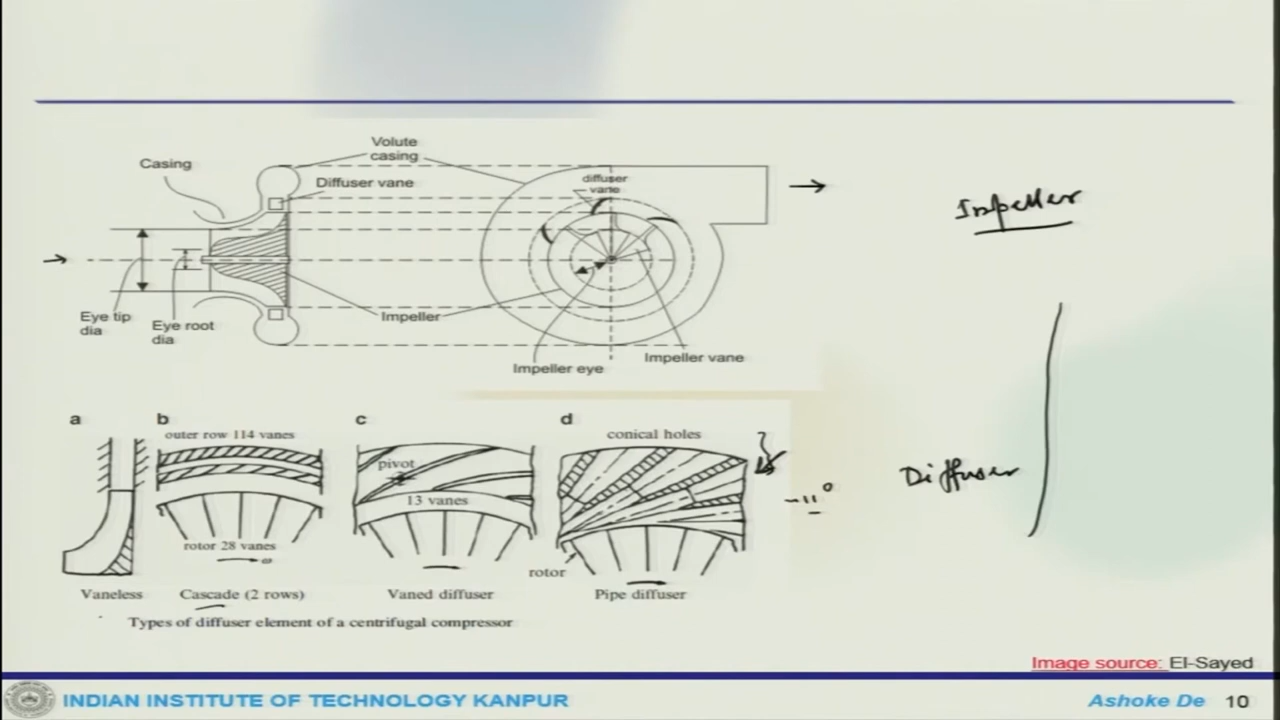 Volute
casing
Casing
Diffuser vane
diffuser
vane
Impeller
Eye tip
dia
Eye root
dia
Impeller
Impeller vane
Impeller eye
a
b
c
d
outer row 114 vanes
conical holes
pivot
13 vanes
11°
Diffuser
rotor 28 vanes
ω
rotor
Vaneless
Cascade (2 rows)
Vaned diffuser
Pipe diffuser
Types of diffuser element of a centrifugal compressor
Image source: El-Sayed
INDIAN INSTITUTE OF TECHNOLOGY KANPUR
Ashoke De 10